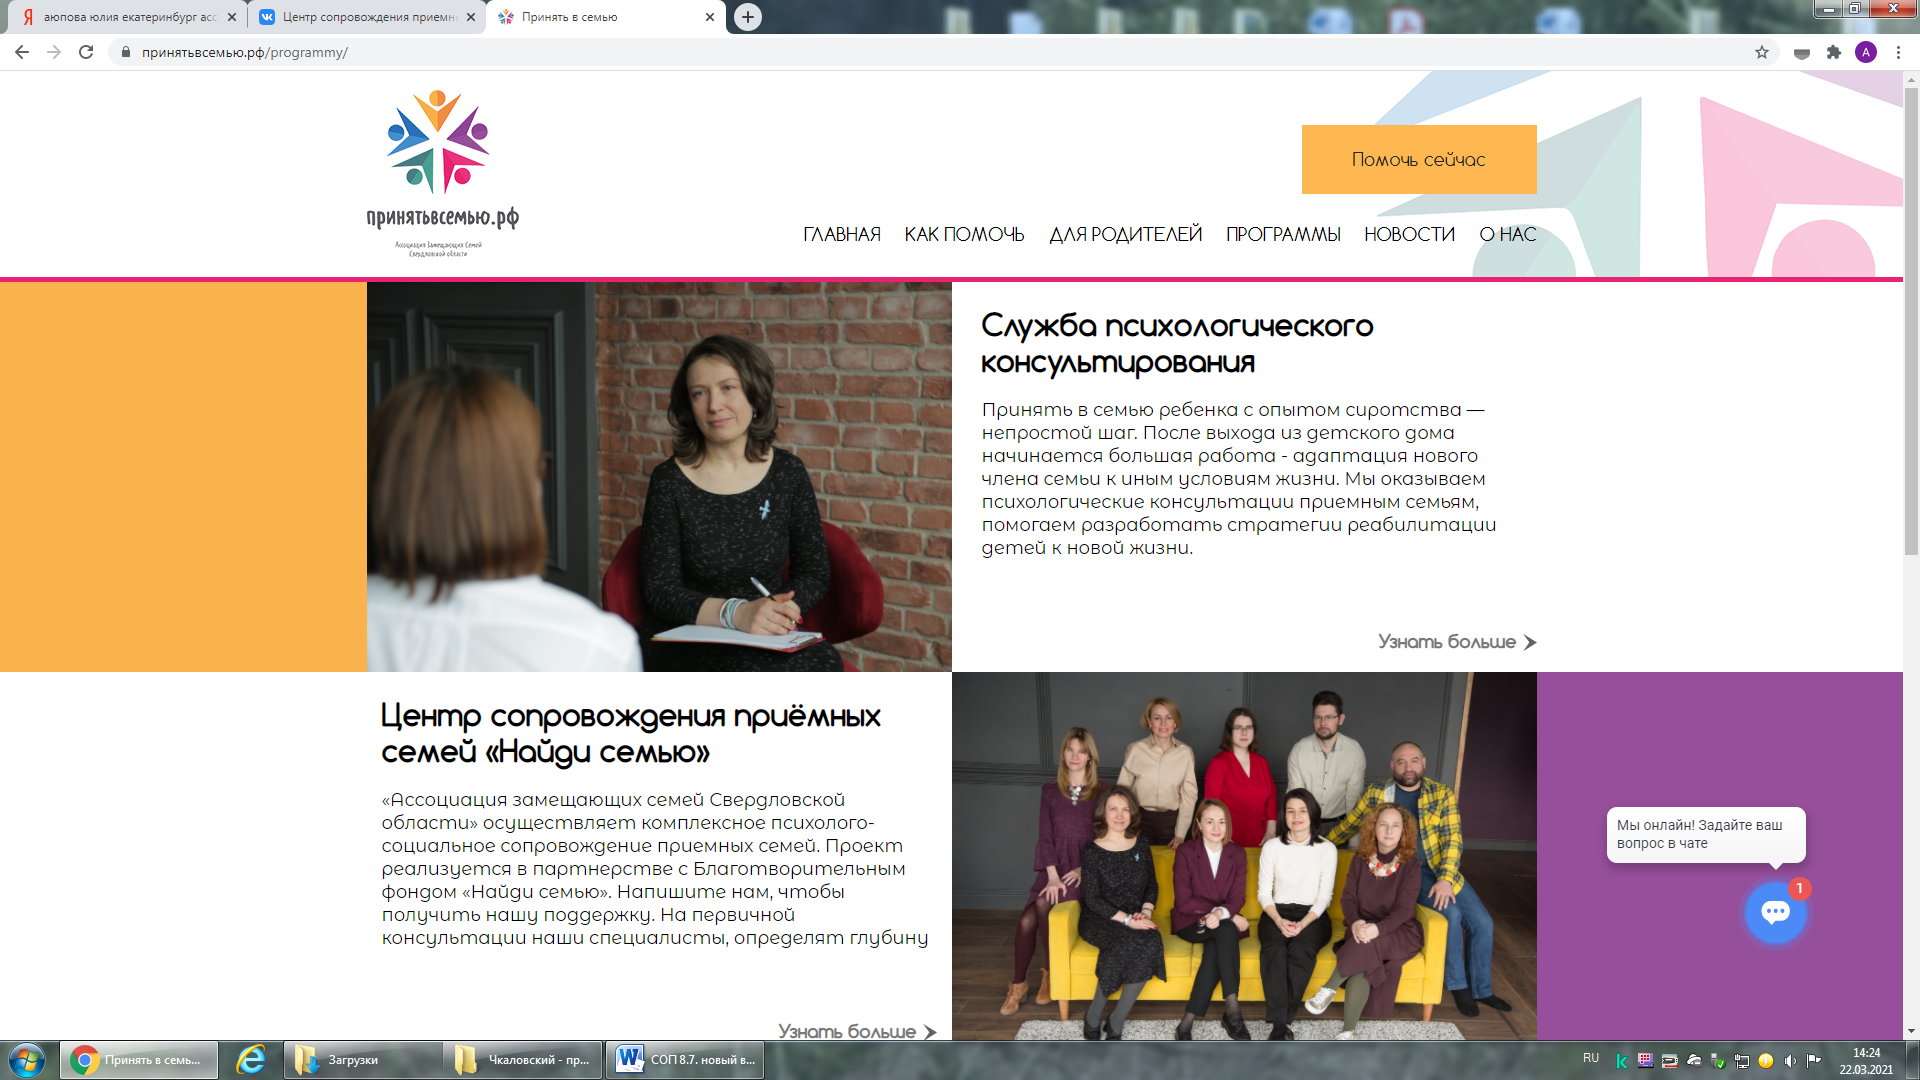 аюпова юлия екатеринбург асс
Центр сопровождения приемн
Принять в семью
принятьвсемью.рф/programmy/
A
принятьвсемью.рф
Ассоциация Замещающих Семей
Свердловской области
Помочь сейчас
ГЛАВНАЯ КАК ПОМОЧЬ ДЛЯ РОДИТЕЛЕЙ ПРОГРАММЫ НОВОСТИ О НАС
Служба психологического
консультирования
Принять в семью ребенка с опытом сиротства —
непростой шаг. После выхода из детского дома
начинается большая работа - адаптация нового
члена семьи к иным условиям жизни. Мы оказываем
психологические консультации приемным семьям,
помогаем разработать стратегии реабилитации
детей к новой жизни.
Узнать больше
Центр сопровождения приёмных
семей «Найди семью»
«Ассоциация замещающих семей Свердловской
области» осуществляет комплексное психолого-
социальное сопровождение приемных семей. Проект
реализуется в партнерстве с Благотворительным
фондом «Найди семью». Напишите нам, чтобы
получить нашу поддержку. На первичной
консультации наши специалисты, определят глубину
Узнать больше
Мы онлайн! Задайте ваш
вопрос в чате
1
Принять в семь...
Загрузки
Чкаловский - пр...
СОП 8.7. новый в...
RU
14:24
22.03.2021